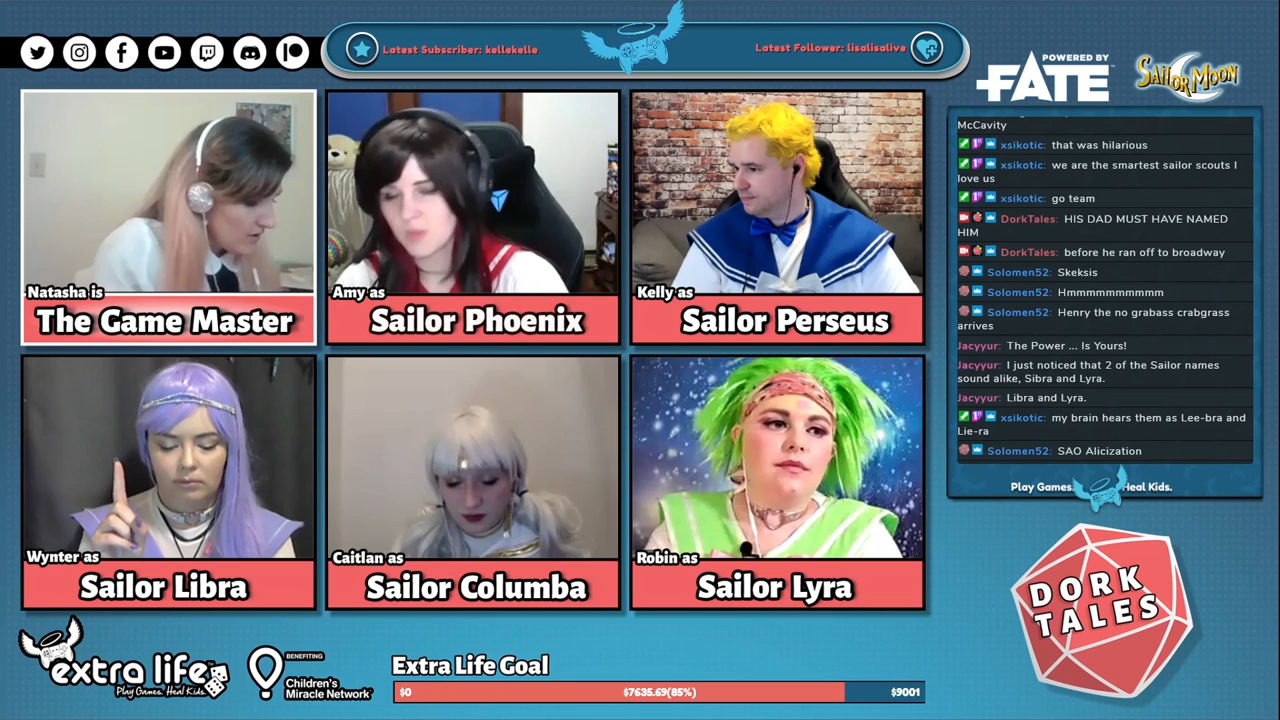 Latest Subscriber: kellekelle
Latest Follower: lisalisalive
POWERED BY
FATE
SAILOR MOON
Natasha is
The Game Master
Amy as
Sailor Phoenix
Kelly as
Sailor Perseus
Wynter as
Sailor Libra
Caitlan as
Sailor Columba
Robin as
Sailor Lyra
McCavity
xsikotic: that was hilarious
xsikotic: we are the smartest sailor scouts I
love us
xsikotic: go team
DorkTales: HIS DAD MUST HAVE NAMED
HIM
DorkTales: before he ran off to broadway
Solomen52: Skeksis
Solomen52: Hmmmmmmmmmm
Solomen52: Henry the no grabass crabgrass
arrives
Jacyyur: The Power ... Is Yours!
Jacyyur: I just noticed that 2 of the Sailor names
sound alike, Sibra and Lyra.
Jacyyur: Libra and Lyra.
xsikotic: my brain hears them as Lee-bra and
Lie-ra
Solomen52: SAO Alicization
Play Games. Heal Kids.
DORK
TALES
extra life
Play Games. Heal Kids.
BENEFITING
Children's
Miracle Network
Extra Life Goal
$0 $7635.69(85%) $9001